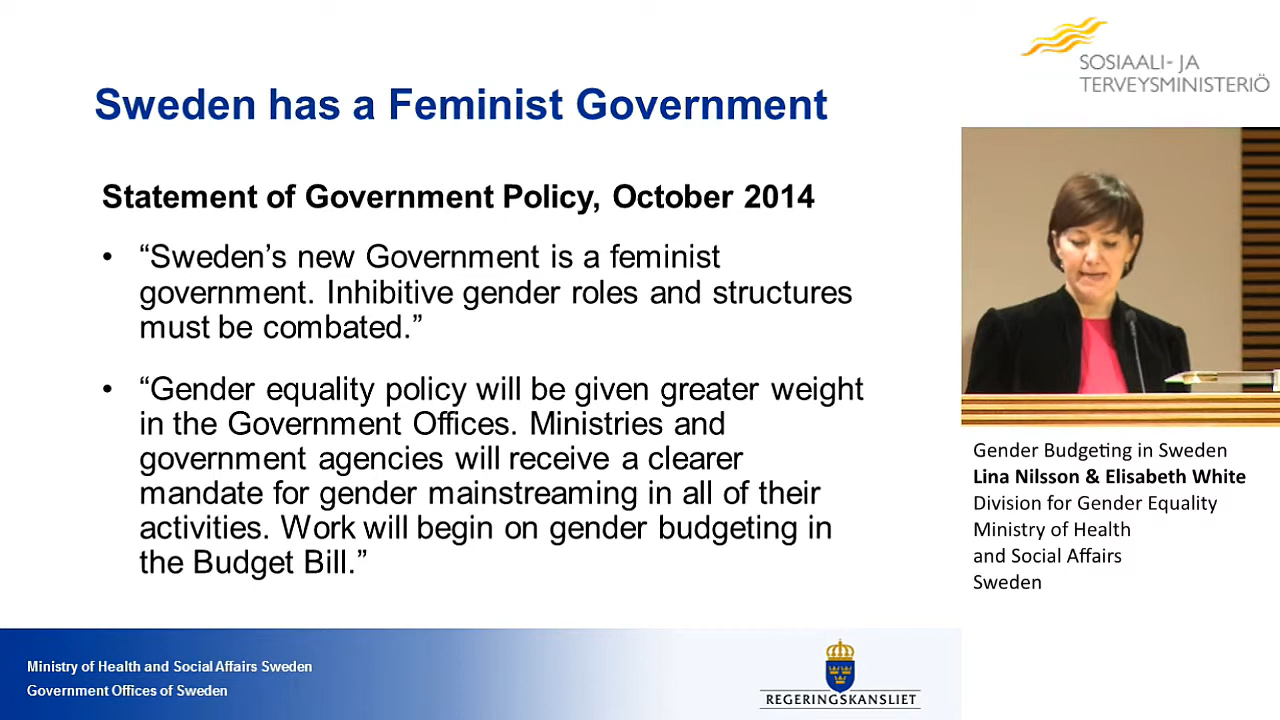 Sweden has a Feminist Government
Statement of Government Policy, October 2014
• “Sweden’s new Government is a feminist
government. Inhibitive gender roles and structures
must be combated.”
• “Gender equality policy will be given greater weight
in the Government Offices. Ministries and
government agencies will receive a clearer
mandate for gender mainstreaming in all of their
activities. Work will begin on gender budgeting in
the Budget Bill.”
Ministry of Health and Social Affairs Sweden
Government Offices of Sweden
REGERINGSKANSLIET
SOSIAALI- JA
TERVEYSMINISTERIÖ
Gender Budgeting in Sweden
Lina Nilsson & Elisabeth White
Division for Gender Equality
Ministry of Health
and Social Affairs
Sweden